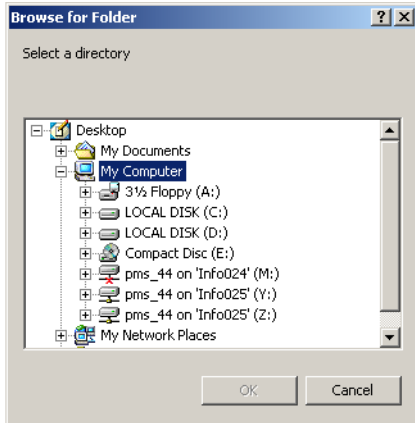 Browse for Folder
Select a directory
Desktop
My Documents
My Computer
3½ Floppy (A:)
LOCAL DISK (C:)
LOCAL DISK (D:)
Compact Disc (E:)
pms_44 on 'Info024' (M:)
pms_44 on 'Info025' (Y:)
pms_44 on 'Info025' (Z:)
My Network Places
OK Cancel